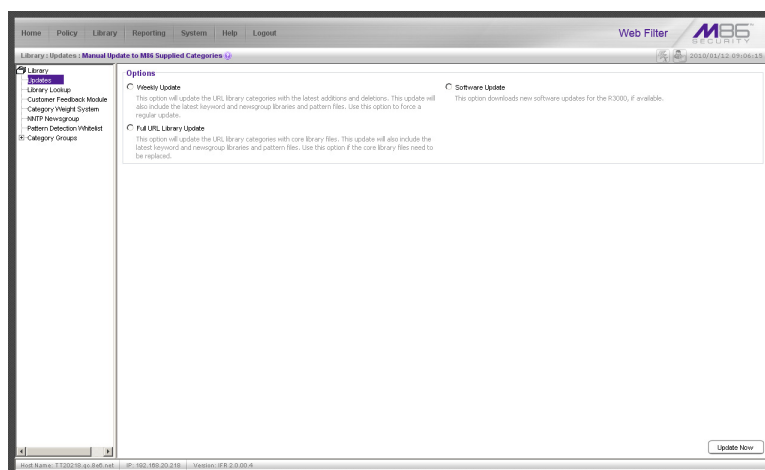 Home Policy Library Reporting System Help Logout
Web Filter
M86
SECURITY
Library : Updates : Manual Update to M86 Supplied Categories
2010/01/12 09:06:15
Library
Updates
Library Lookup
Customer Feedback Module
Category Weight System
NNTP Newsgroup
Pattern Detection Whitelist
Category Groups
Options
Weekly Update
This option will update the URL library categories with the latest additions and deletions. This update will
also include the latest keyword and newsgroup libraries and pattern files. Use this option to force a
regular update.
Full URL Library Update
This option will update the URL library categories with core library files. This update will also include the
latest keyword and newsgroup libraries and pattern files. Use this option if the core library files need to
be replaced.
Software Update
This option downloads new software updates for the R3000, if available.
Update Now
Host Name: TT20218.qc.8e6.net IP: 192.168.20.218 Version: IFR 2.0.00.4